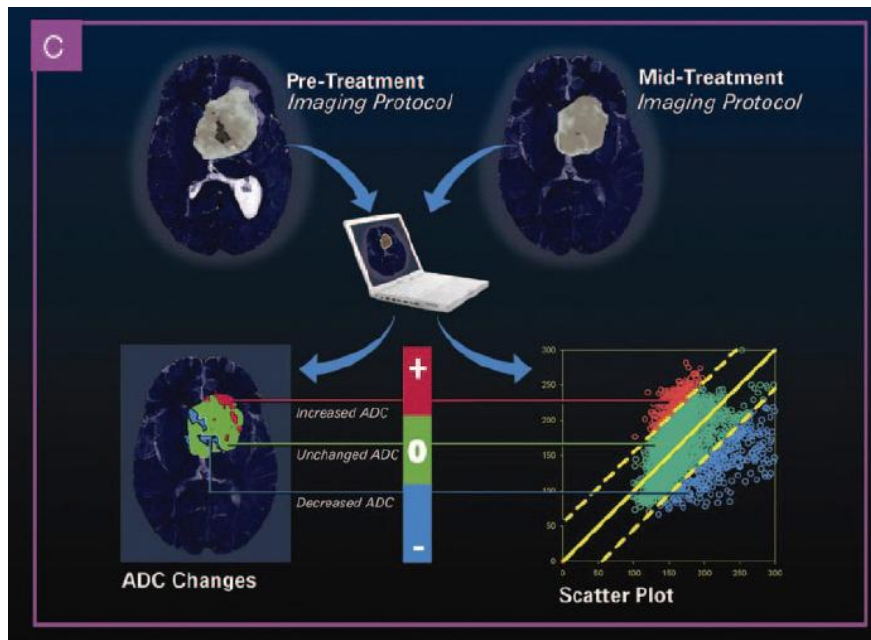 C
Pre-Treatment
Imaging Protocol
Mid-Treatment
Imaging Protocol
+
Increased ADC
0
Unchanged ADC
Decreased ADC
-
ADC Changes
300
250
200
150
100
50
0
0 50 100 150 200 250 300
Scatter Plot